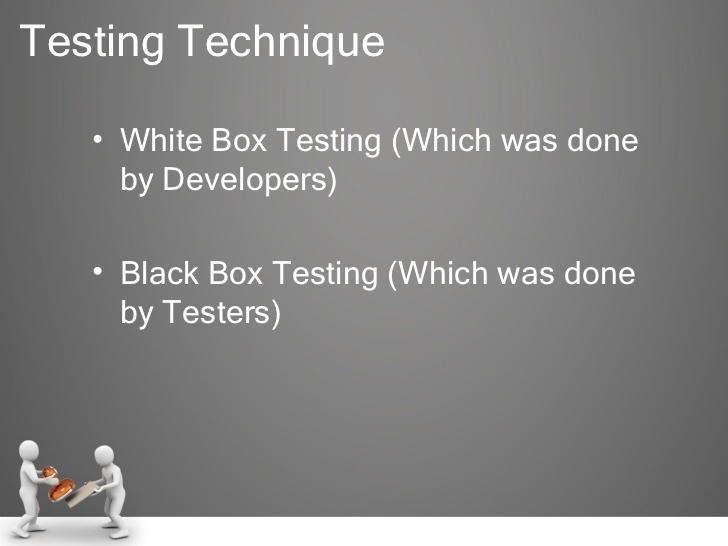 Testing Technique
• White Box Testing (Which was done
by Developers)
• Black Box Testing (Which was done
by Testers)